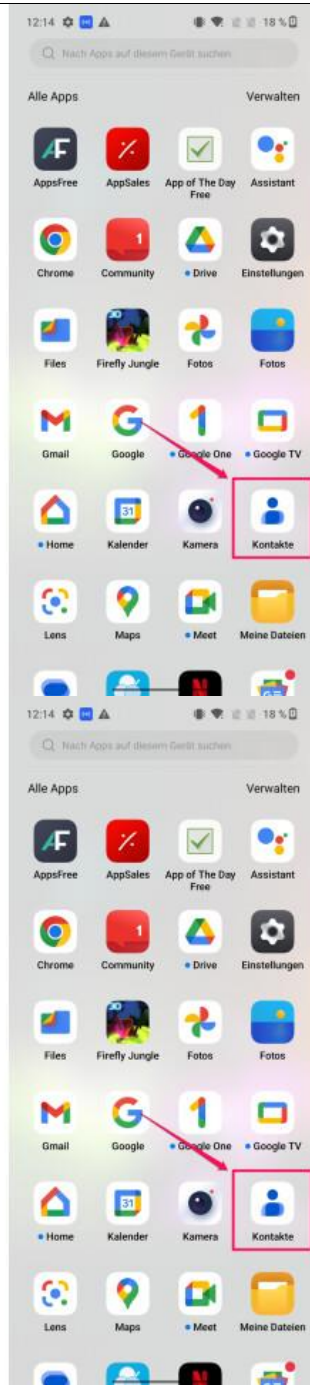 12:14 18 %
Nach Apps auf diesem Gerät suchen
Alle Apps Verwalten
AppsFree AppSales App of The Day Assistant
Free
1
Chrome Community Drive Einstellungen
Files Firefly Jungle Fotos Fotos
Gmail Google Google One Google TV
31
Home Kalender Kamera Kontakte
Lens Maps Meet Meine Dateien
12:14 18 %
Nach Apps auf diesem Gerät suchen
Alle Apps Verwalten
AppsFree AppSales App of The Day Assistant
Free
1
Chrome Community Drive Einstellungen
Files Firefly Jungle Fotos Fotos
Gmail Google Google One Google TV
31
Home Kalender Kamera Kontakte
Lens Maps Meet Meine Dateien